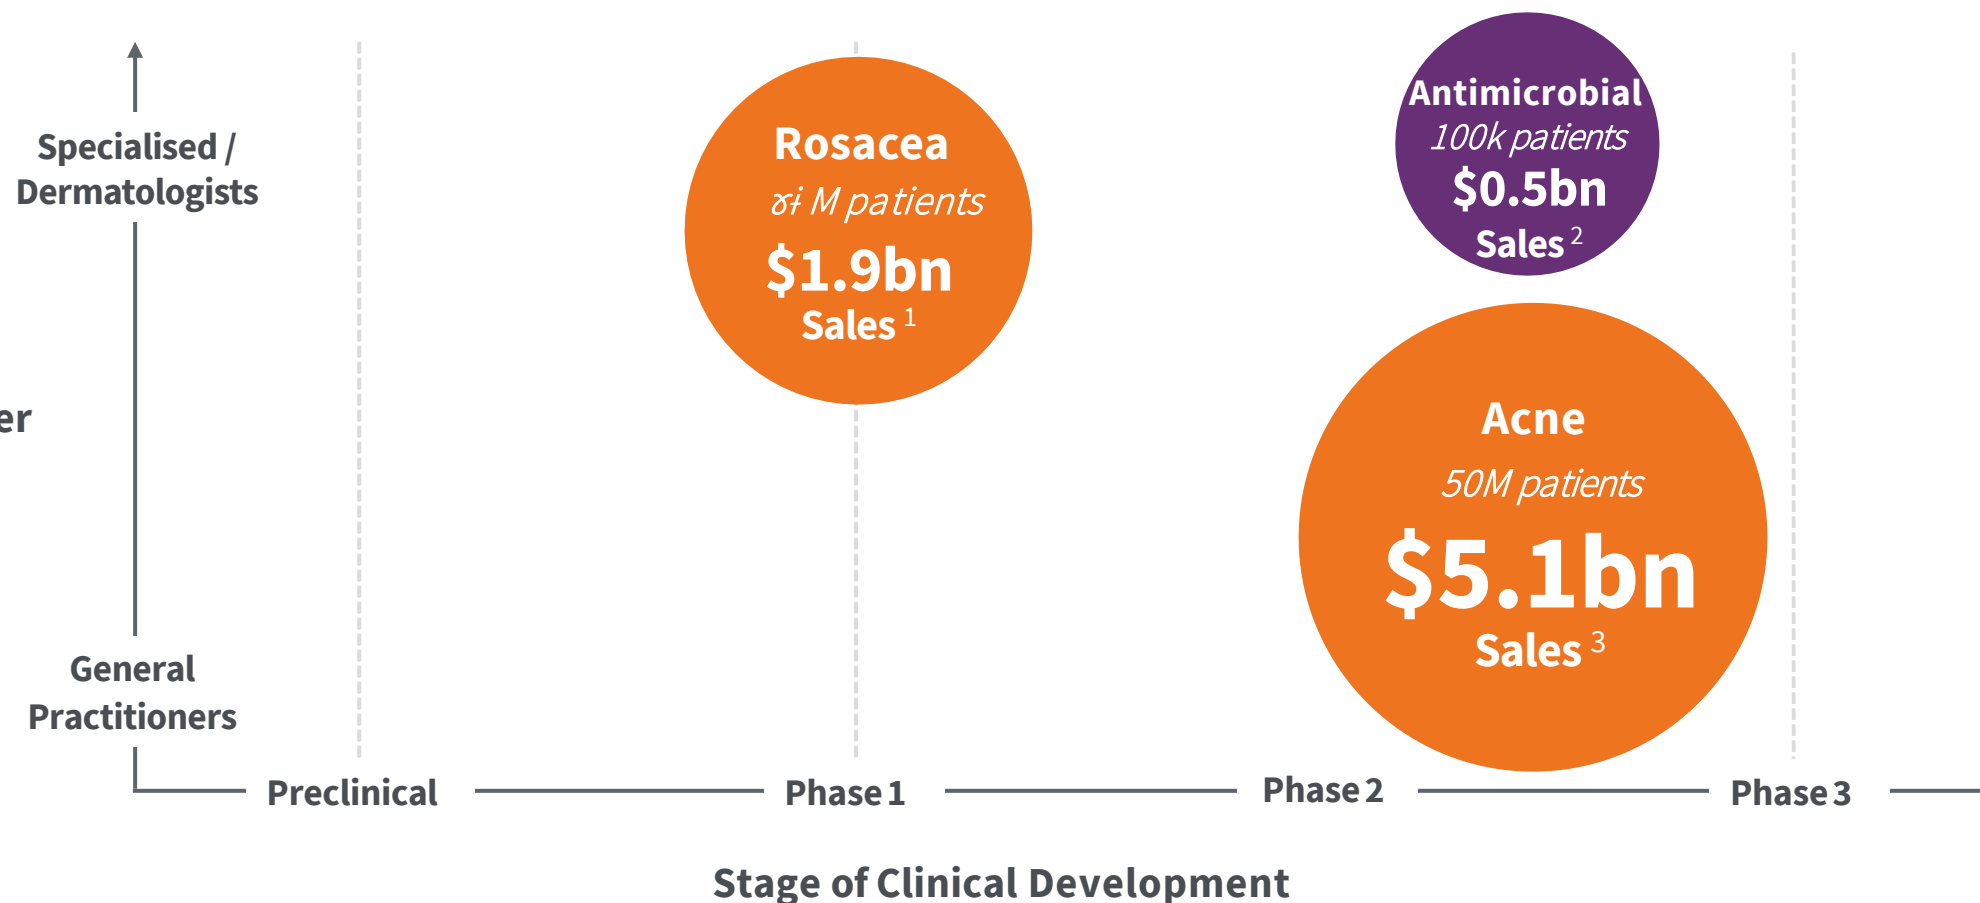 Specialised /
Dermatologists
er
General
Practitioners
Rosacea
M patients
$1.9bn
Sales 1
Antimicrobial
100k patients
$0.5bn
Sales 2
Acne
50M patients
$5.1bn
Sales 3
Preclinical
Phase 1
Phase 2
Phase 3
Stage of Clinical Development